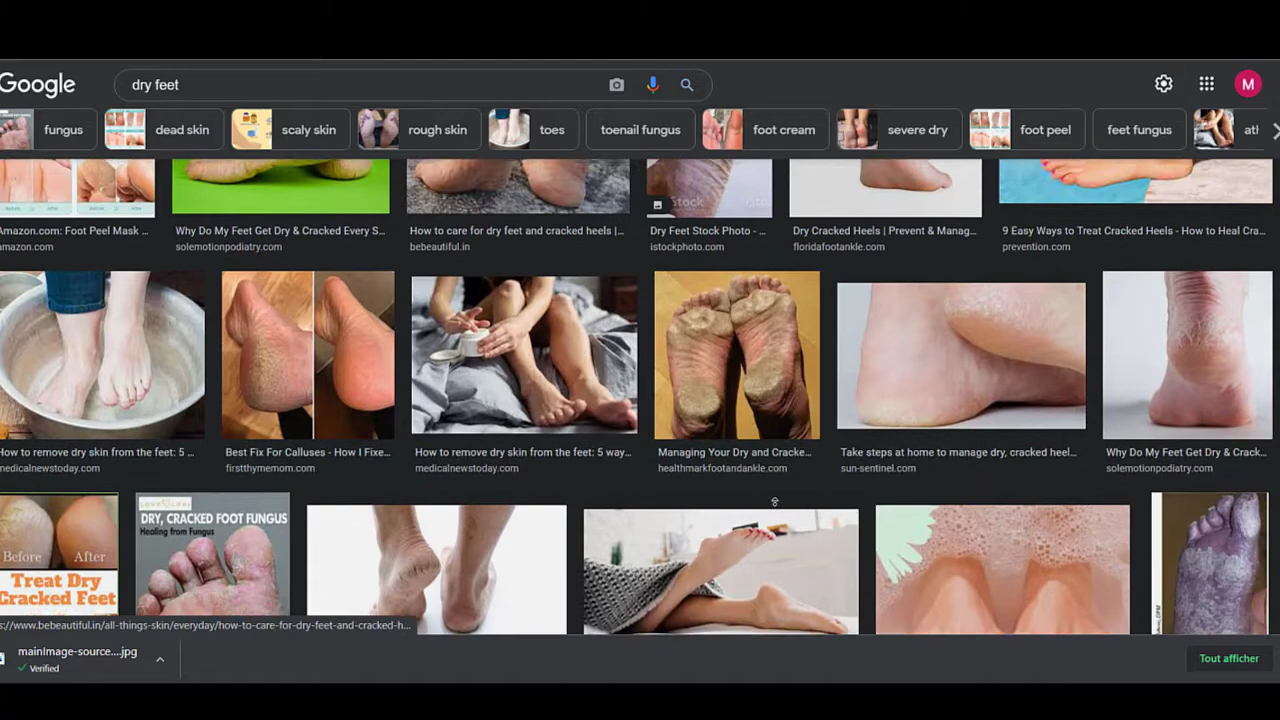 Google
dry feet
M
fungus
dead skin
scaly skin
rough skin
toes
toenail fungus
foot cream
severe dry
foot peel
feet fungus
Amazon.com: Foot Peel Mask ...
amazon.com
Why Do My Feet Get Dry & Cracked Every S...
solemotionpodiatry.com
How to care for dry feet and cracked heels |...
bebeautiful.in
Stock
Dry Feet Stock Photo - ...
istockphoto.com
Dry Cracked Heels | Prevent & Manag...
floridafootankle.com
9 Easy Ways to Treat Cracked Heels - How to Heal Cra...
prevention.com
How to remove dry skin from the feet: 5 ...
medicalnewstoday.com
Best Fix For Calluses - How I Fixe...
firstthymemom.com
How to remove dry skin from the feet: 5 way...
medicalnewstoday.com
Managing Your Dry and Cracke...
healthmarkfootandankle.com
Take steps at home to manage dry, cracked heel...
sun-sentinel.com
Why Do My Feet Get Dry & Crack...
solemotionpodiatry.com
Before
After
Treat Dry
Cracked Feet
DRY, CRACKED FOOT FUNGUS
Healing from Fungus
s://www.bebeautiful.in/all-things-skin/everyday/how-to-care-for-dry-feet-and-cracked-h...
mainImage-source....jpg
Verified
Tout afficher